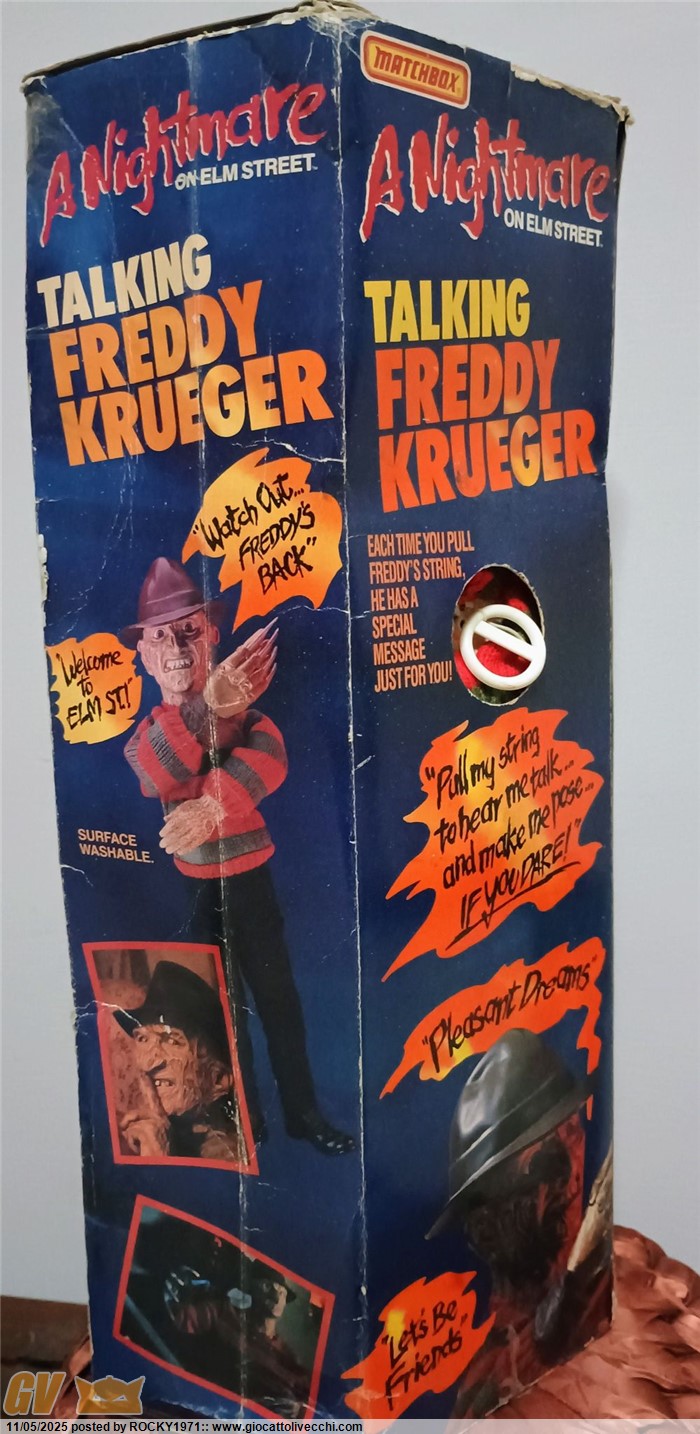 A Nightmare
ON ELM STREET™
TALKING
FREDDY
KRUEGER
"Watch Out...
FREDDY'S
BACK"
"Welcome
to
ELM ST!"
SURFACE
WASHABLE.
MATCHBOX
A Nightmare
ON ELM STREET™
TALKING
FREDDY
KRUEGER
EACH TIME YOU PULL
FREDDY'S STRING,
HE HAS A
SPECIAL
MESSAGE
JUST FOR YOU!
"Pull my string
to hear me talk...
and make me pose...
IF YOU DARE!"
"Pleasant Dreams"
"Let's Be
Friends"
GV
11/05/2025 posted by ROCKY1971:: www.giocattolivecchi.com